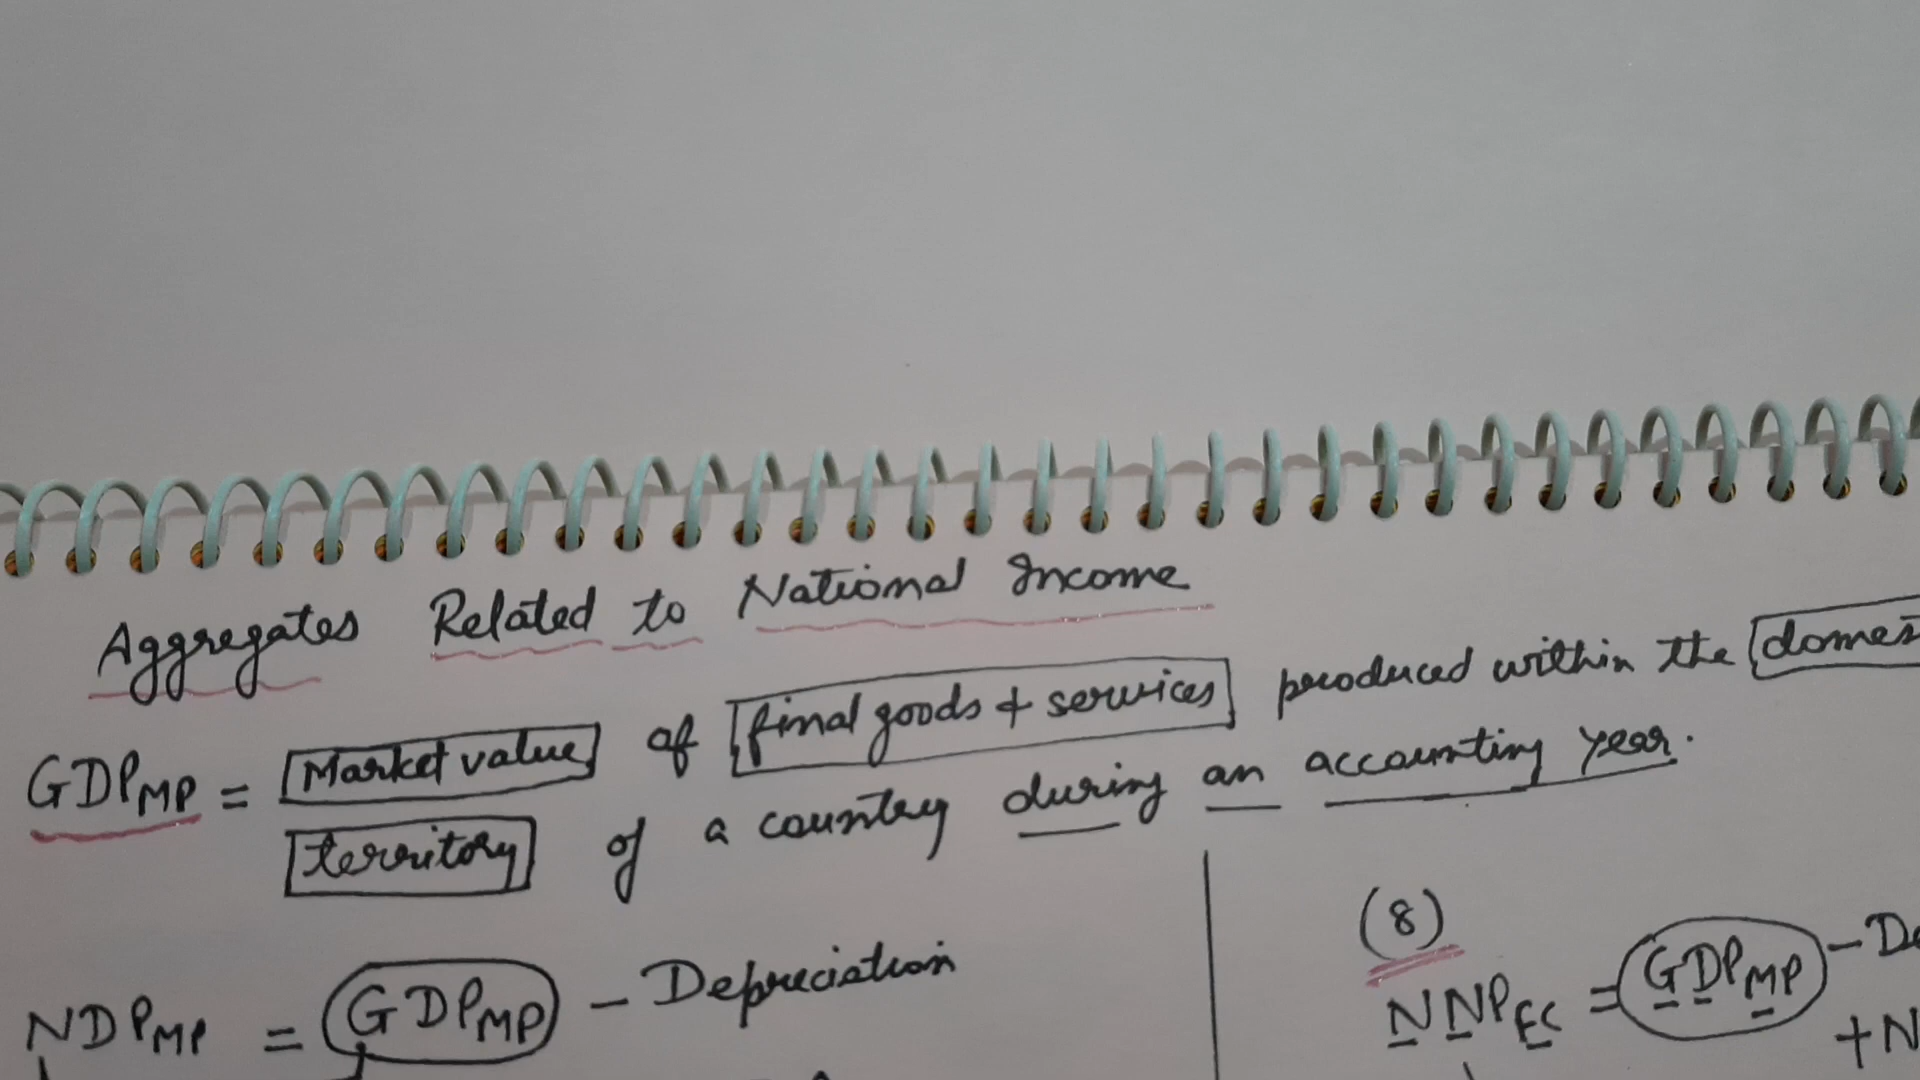 Aggregates Related to National Income
GDPMP = Market value of final goods + services produced within the
territory of a country during an accounting year.
NDPMP = GDPMP - Depreciation
(8)
NNPFC = GDPMP -
+ N